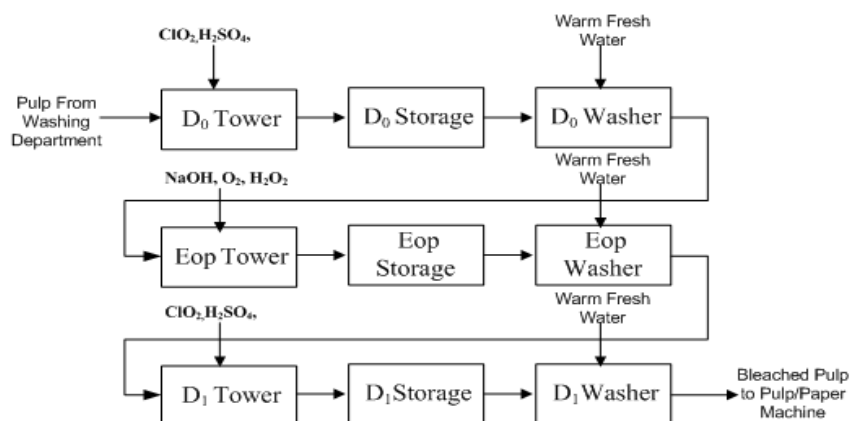 ClO₂,H₂SO₄,
Warm Fresh
Water
Pulp From
Washing
Department
D₀ Tower
D₀ Storage
D₀ Washer
NaOH, O₂, H₂O₂
Warm Fresh
Water
Eop Tower
Eop
Storage
Eop
Washer
ClO₂,H₂SO₄,
Warm Fresh
Water
D₁ Tower
D₁Storage
D₁Washer
Bleached Pulp
to Pulp/Paper
Machine